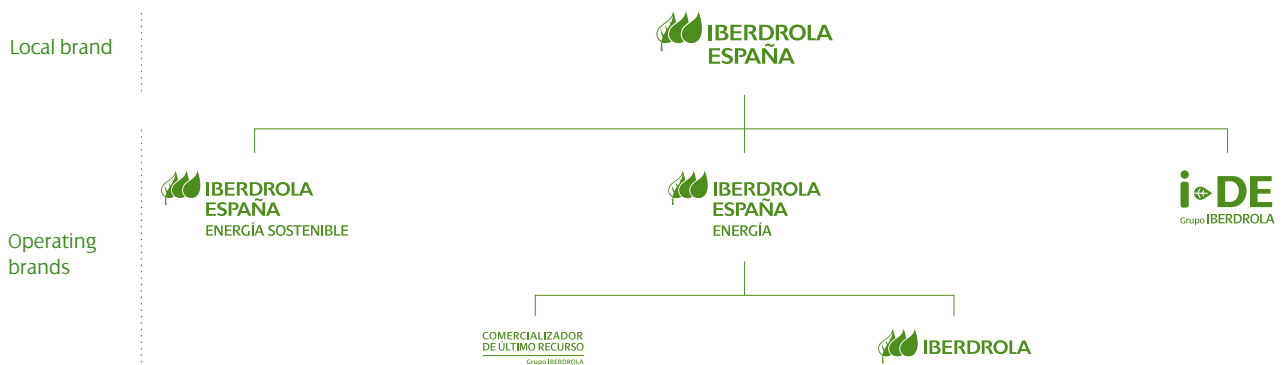 Local brand
IBERDROLA
ESPAÑA
IBERDROLA
ESPAÑA
ENERGÍA SOSTENIBLE
IBERDROLA
ESPAÑA
ENERGÍA
i DE
Grupo IBERDROLA
Operating
brands
COMERCIALIZADOR
DE ÚLTIMO RECURSO
Grupo IBERDROLA
IBERDROLA